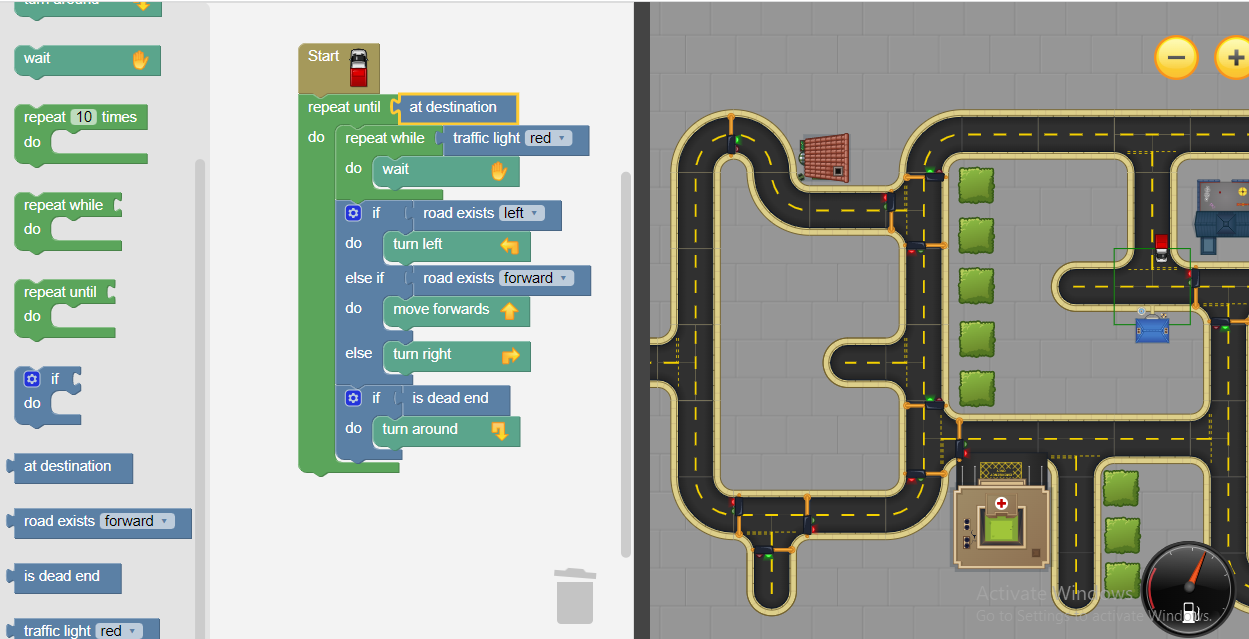 turn around
wait
repeat 10 times
do
repeat while
do
repeat until
do
if
do
at destination
road exists forward
is dead end
traffic light red
Start
repeat until at destination
do repeat while traffic light red
do wait
if road exists left
do turn left
else if road exists forward
do move forwards
else turn right
if is dead end
do turn around
Activate Windows
Go to Settings to activate Windows.